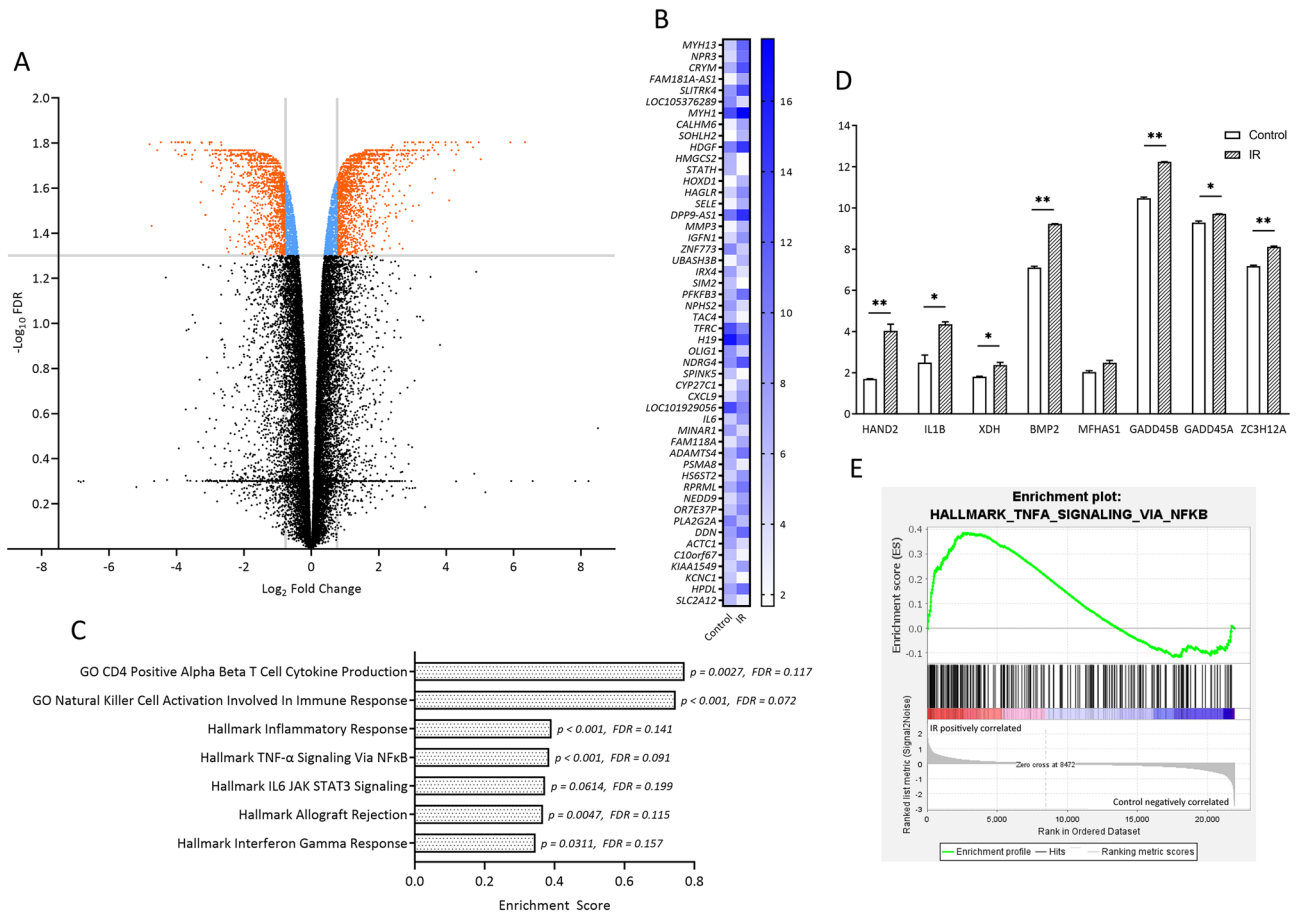 A
2.0
1.8
1.6
1.4
1.2
1.0
0.8
0.6
0.4
0.2
-Log10 FDR
-8
-6
-4
-2
0
2
4
6
8
Log2 Fold Change
B
MYH13
NPR3
CRYM
FAM181A-AS1
SLITRK4
LOC105376289
MYH1
CALHM6
SOHLH2
HDGF
HMGCS2
STATH
HOXD1
HAGLR
SELE
DPP9-AS1
MMP3
IGFN1
ZNF773
UBASH3B
IRX4
SIM2
PFKFB3
NPHS2
TAC4
TFRC
H19
OLIG1
NDRG4
SPINK5
CYP27C1
CXCL9
LOC101929056
IL6
MINAR1
FAM118A
ADAMTS4
PSMA8
HS6ST2
RPRML
NEDD9
OR7E37P
PLA2G2A
DDN
ACTC1
C10orf67
KIAA1549
KCNC1
HPDL
SLC2A12
Control
IR
16
14
12
10
8
6
4
2
C
GO CD4 Positive Alpha Beta T Cell Cytokine Production
p = 0.0027, FDR = 0.117
GO Natural Killer Cell Activation Involved In Immune Response
p < 0.001, FDR = 0.072
Hallmark Inflammatory Response
p < 0.001, FDR = 0.141
Hallmark TNF-α Signaling Via NFκB
p < 0.001, FDR = 0.091
Hallmark IL6 JAK STAT3 Signaling
p = 0.0614, FDR = 0.199
Hallmark Allograft Rejection
p = 0.0047, FDR = 0.115
Hallmark Interferon Gamma Response
p = 0.0311, FDR = 0.157
0.0
0.2
0.4
0.6
0.8
Enrichment Score
D
14
12
10
8
6
4
2
0
**
*
*
**
**
*
**
Control
IR
HAND2
IL1B
XDH
BMP2
MFHAS1
GADD45B
GADD45A
ZC3H12A
E
Enrichment plot:
HALLMARK_TNFA_SIGNALING_VIA_NFKB
Enrichment score (ES)
0.4
0.3
0.2
0.1
0.0
-0.1
IR positively correlated
Ranked list metric (Signal2Noise)
2
1
0
-1
-2
-3
Zero cross at 8472
Control negatively correlated
0
5,000
10,000
15,000
20,000
Rank in Ordered Dataset
Enrichment profile
Hits
Ranking metric scores